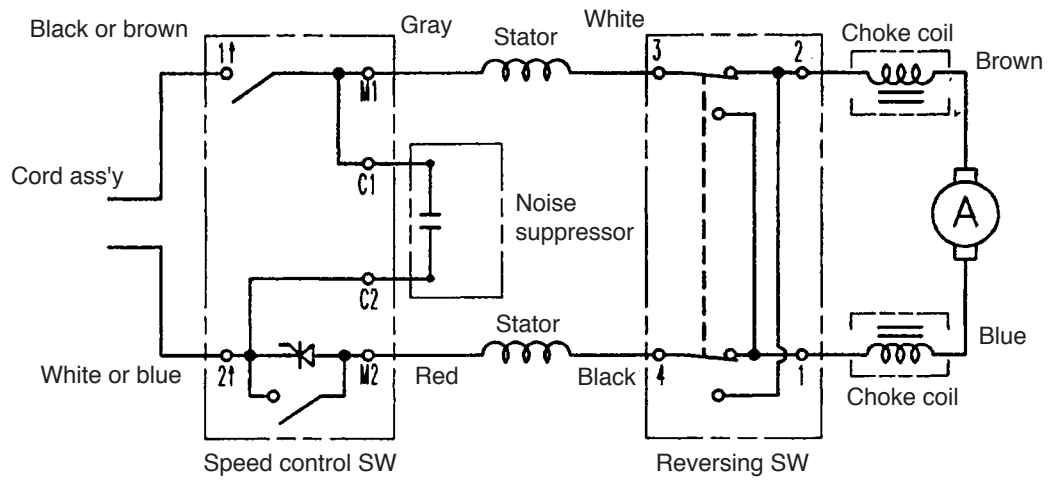 Black or brown
Gray
Stator
White
Choke coil
Brown
1↑
M1
3
2
Cord ass'y
C1
Noise
suppressor
A
C2
Stator
Blue
White or blue
2↑
M2
Red
Black
4
1
Choke coil
Speed control SW
Reversing SW